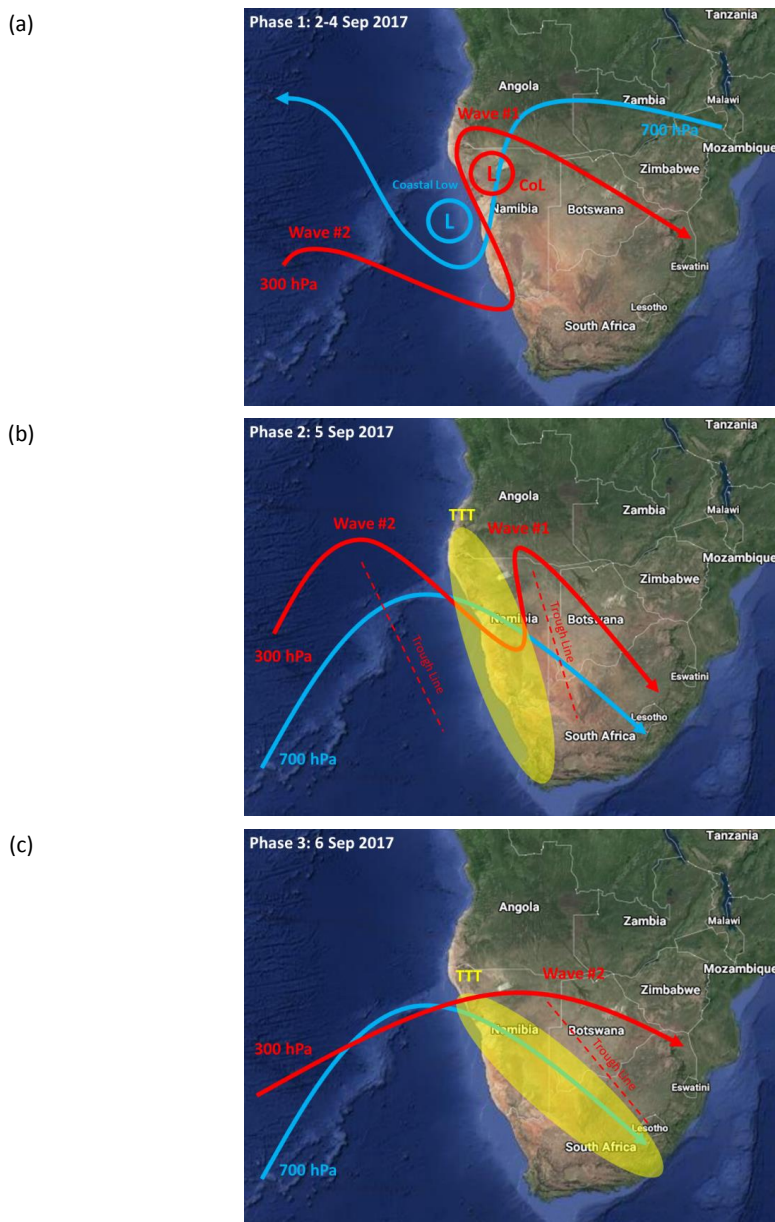 (a)
Phase 1: 2-4 Sep 2017
Tanzania
Angola
Zambia
Malawi
Wave #1
700 hPa
Mozambique
Zimbabwe
L
CoL
Coastal Low
L
Namibia
Botswana
Wave #2
300 hPa
Eswatini
Lesotho
South Africa
(b)
Phase 2: 5 Sep 2017
Tanzania
Angola
TTT
Zambia
Malawi
Wave #2
Wave #1
Mozambique
Zimbabwe
Trough Line
Namibia
Botswana
300 hPa
Trough Line
Eswatini
Lesotho
South Africa
700 hPa
(c)
Phase 3: 6 Sep 2017
Tanzania
Angola
Zambia
Malawi
TTT
Wave #2
Mozambique
Zimbabwe
Namibia
Botswana
300 hPa
Trough Line
Eswatini
Lesotho
South Africa
700 hPa